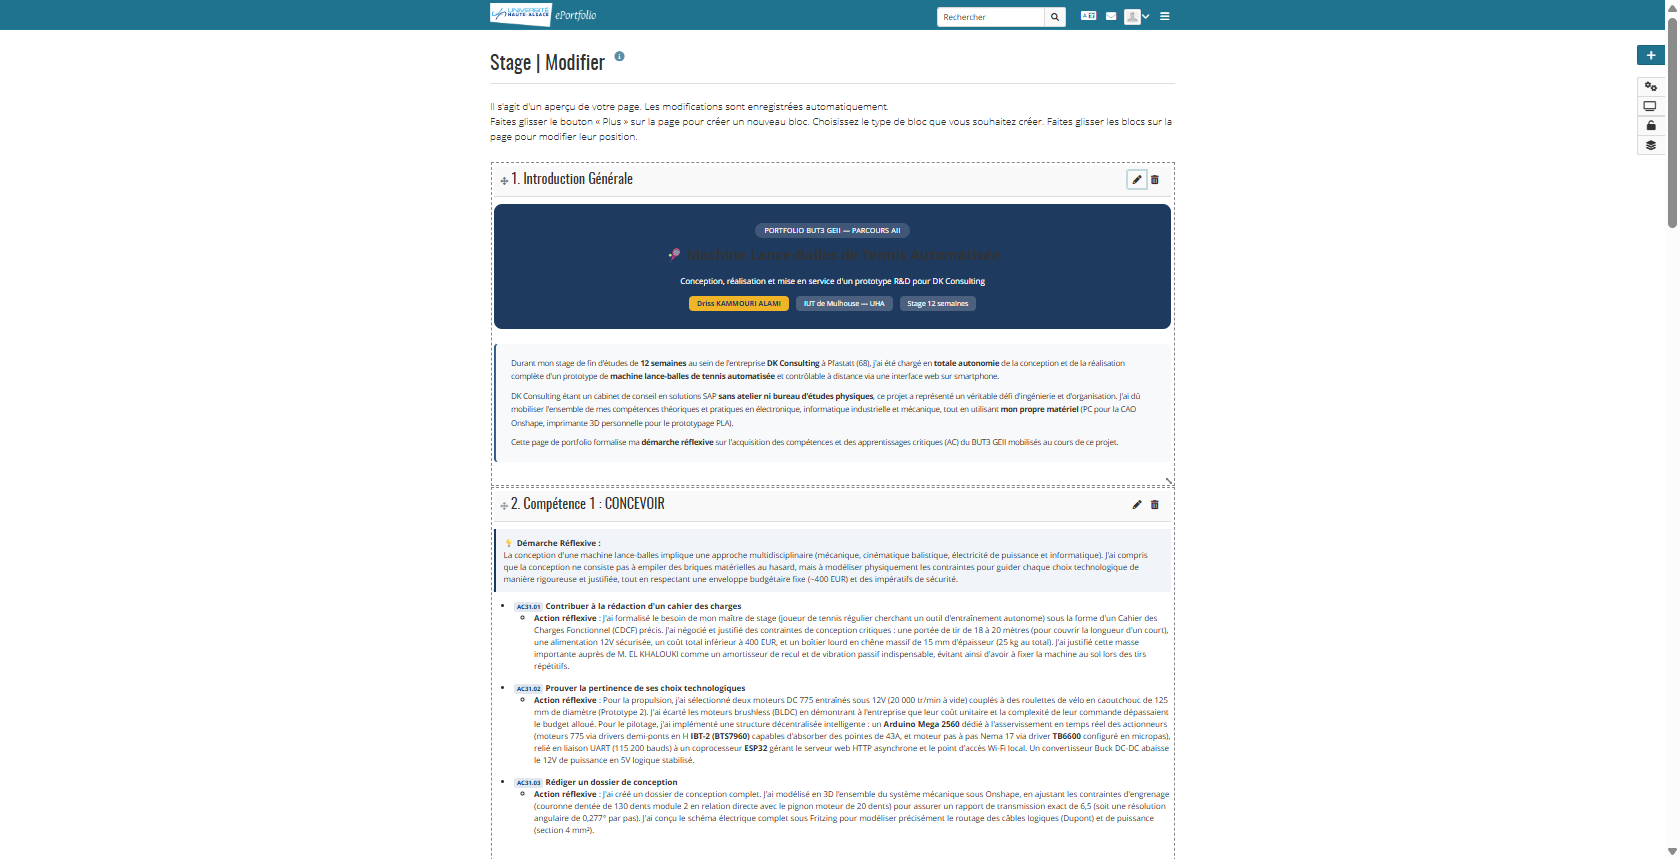 UNIVERSITÉ
HAUTE-ALSACE
ePortfolio
Rechercher
Stage | Modifier
Il s'agit d'un aperçu de votre page. Les modifications sont enregistrées automatiquement.
Faites glisser le bouton « Plus » sur la page pour créer un nouveau bloc. Choisissez le type de bloc que vous souhaitez créer. Faites glisser les blocs sur la
page pour modifier leur position.
1. Introduction Générale
PORTFOLIO BUT3 GEII — PARCOURS AII
Machine Lance-Balles de Tennis Automatisée
Conception, réalisation et mise en service d'un prototype R&D pour DK Consulting
Driss KAMMOURI ALAMI
IUT de Mulhouse — UHA
Stage 12 semaines
Durant mon stage de fin d'études de 12 semaines au sein de l'entreprise DK Consulting à Pfastatt (68), j'ai été chargé en totale autonomie de la conception et de la réalisation
complète d'un prototype de machine lance-balles de tennis automatisée et contrôlable à distance via une interface web sur smartphone.
DK Consulting étant un cabinet de conseil en solutions SAP sans atelier ni bureau d'études physiques, ce projet a représenté un véritable défi d'ingénierie et d'organisation. J'ai dû
mobiliser l'ensemble de mes compétences théoriques et pratiques en électronique, informatique industrielle et mécanique, tout en utilisant mon propre matériel (PC pour la CAO
Onshape, imprimante 3D personnelle pour le prototypage PLA).
Cette page de portfolio formalise ma démarche réflexive sur l'acquisition des compétences et des apprentissages critiques (AC) du BUT3 GEII mobilisés au cours de ce projet.
2. Compétence 1 : CONCEVOIR
Démarche Réflexive :
La conception d'une machine lance-balles implique une approche multidisciplinaire (mécanique, cinématique balistique, électricité de puissance et informatique). J'ai compris
que la conception ne consiste pas à empiler des briques matérielles au hasard, mais à modéliser physiquement les contraintes pour guider chaque choix technologique de
manière rigoureuse et justifiée, tout en respectant une enveloppe budgétaire fixe (~400 EUR) et des impératifs de sécurité.
AC31.01 Contribuer à la rédaction d'un cahier des charges
Action réflexive : J'ai formalisé le besoin de mon maître de stage (joueur de tennis régulier cherchant un outil d'entraînement autonome) sous la forme d'un Cahier des
Charges Fonctionnel (CDCF) précis. J'ai négocié et justifié des contraintes de conception critiques : une portée de tir de 18 à 20 mètres (pour couvrir la longueur d'un court),
une alimentation 12V sécurisée, un coût total inférieur à 400 EUR, et un boîtier lourd en chêne massif de 15 mm d'épaisseur (25 kg au total). J'ai justifié cette masse
importante auprès de M. EL KHALOUKI comme un amortisseur de recul et de vibration passif indispensable, évitant ainsi d'avoir à fixer la machine au sol lors des tirs
répétitifs.
AC31.02 Prouver la pertinence de ses choix technologiques
Action réflexive : Pour la propulsion, j'ai sélectionné deux moteurs DC 775 entraînés sous 12V (20 000 tr/min à vide) couplés à des roulettes de vélo en caoutchouc de 125
mm de diamètre (Prototype 2). J'ai écarté les moteurs brushless (BLDC) en démontrant à l'entreprise que leur coût unitaire et la complexité de leur commande dépassaient
le budget alloué. Pour le pilotage, j'ai implémenté une structure décentralisée intelligente : un Arduino Mega 2560 dédié à l'asservissement en temps réel des actionneurs
(moteurs 775 via drivers demi-ponts en H IBT-2 (BTS7960) capables d'absorber des pointes de 43A, et moteur pas à pas Nema 17 via driver TB6600 configuré en micropas),
relié en liaison UART (115 200 bauds) à un coprocesseur ESP32 gérant le serveur web HTTP asynchrone et le point d'accès Wi-Fi local. Un convertisseur Buck DC-DC abaisse
le 12V de puissance en 5V logique stabilisé.
AC31.03 Rédiger un dossier de conception
Action réflexive : J'ai créé un dossier de conception complet. J'ai modélisé en 3D l'ensemble du système mécanique sous Onshape, en ajustant les contraintes d'engrenage
(couronne dentée de 130 dents module 2 en relation directe avec le pignon moteur de 20 dents) pour assurer un rapport de transmission exact de 6,5 (soit une résolution
angulaire de 0,277° par pas). J'ai conçu le schéma électrique complet sous Fritzing pour modéliser précisément le routage des câbles logiques (Dupont) et de puissance
(section 4 mm²).